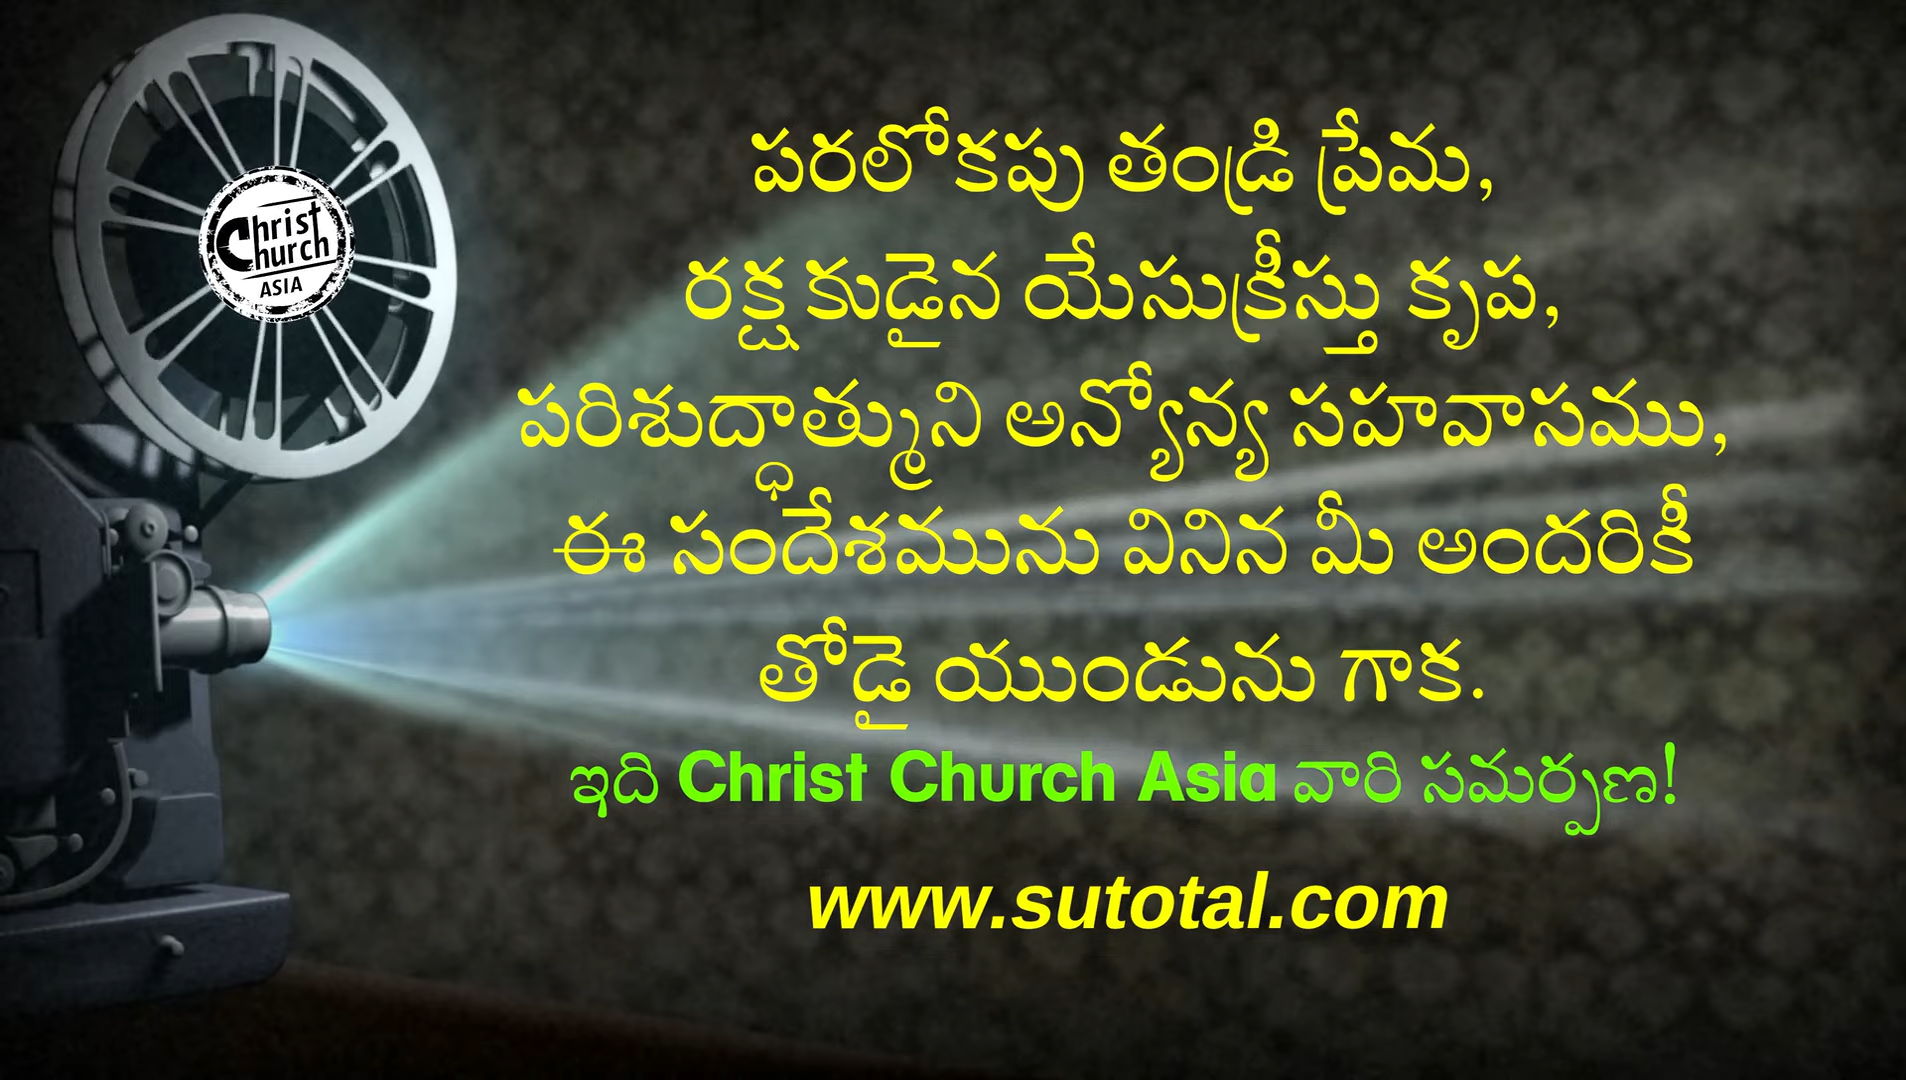 Christ
Church
ASIA
పరలోకపు తండ్రి ప్రేమ,
రక్షకుడైన యేసుక్రీస్తు కృప,
పరిశుద్ధాత్ముని అన్యోన్య సహవాసము,
ఈ సందేశమును వినిన మీ అందరికీ
తోడై యుండును గాక.
ఇది Christ Church Asia వారి సమర్పణ!
www.sutotal.com